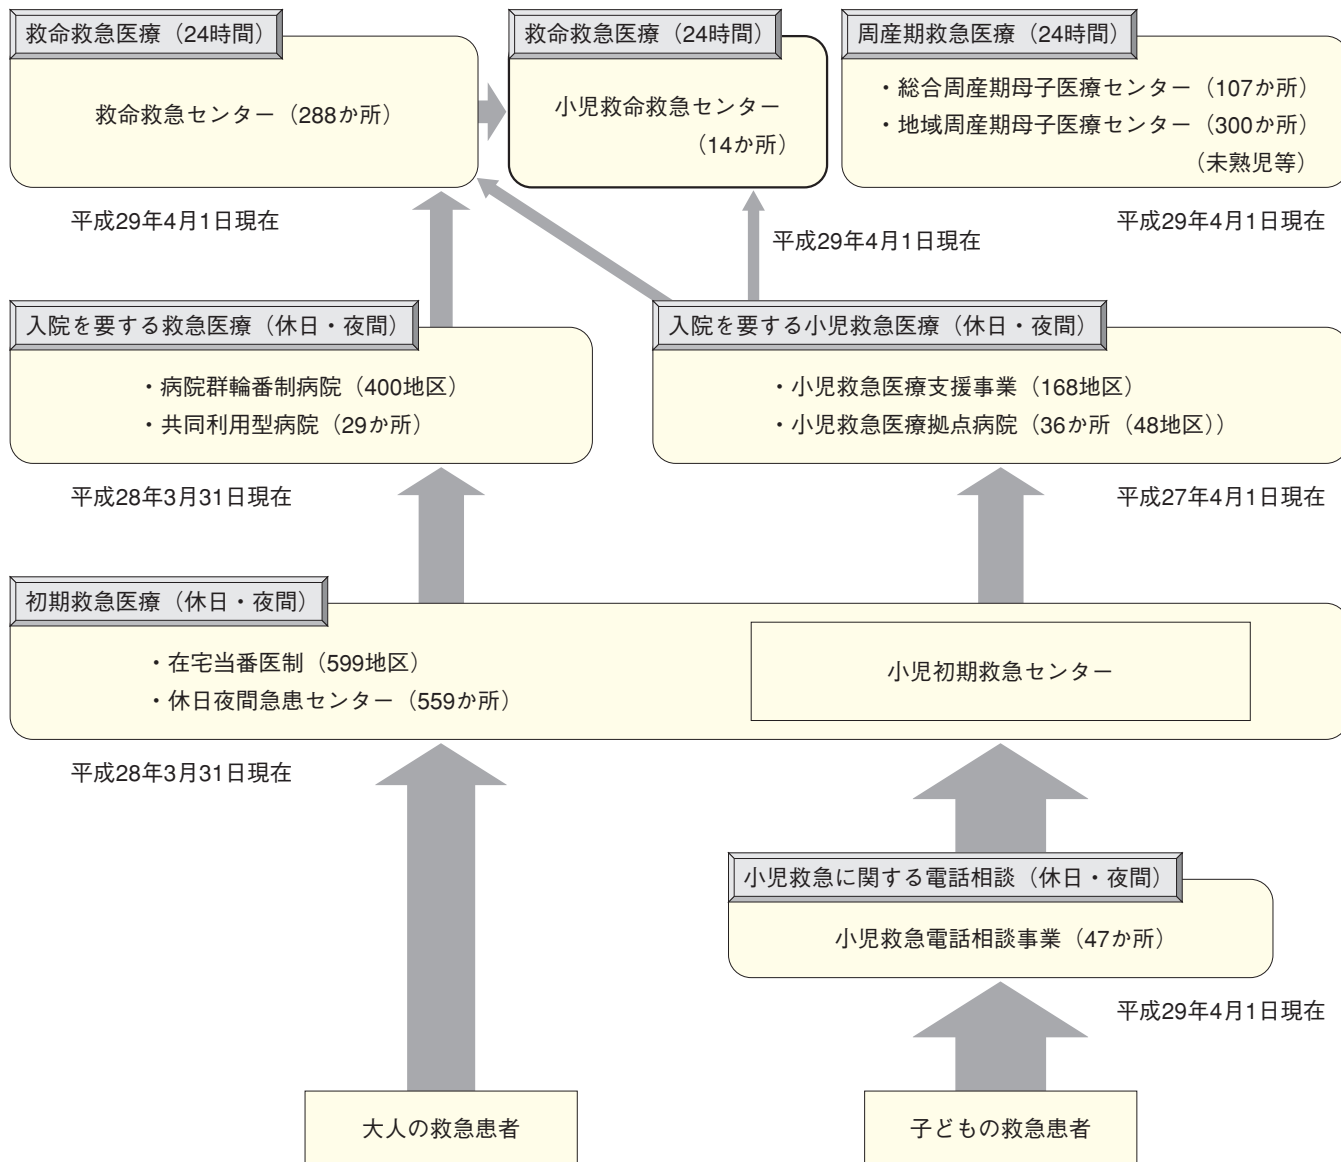 救命救急医療（24時間）
救命救急センター（288か所）
平成29年4月1日現在
救命救急医療（24時間）
小児救命救急センター
（14か所）
平成29年4月1日現在
周産期救急医療（24時間）
・総合周産期母子医療センター（107か所）
・地域周産期母子医療センター（300か所）
（未熟児等）
平成29年4月1日現在
入院を要する救急医療（休日・夜間）
・病院群輪番制病院（400地区）
・共同利用型病院（29か所）
平成28年3月31日現在
入院を要する小児救急医療（休日・夜間）
・小児救急医療支援事業（168地区）
・小児救急医療拠点病院（36か所（48地区））
平成27年4月1日現在
初期救急医療（休日・夜間）
・在宅当番医制（599地区）
・休日夜間急患センター（559か所）
小児初期救急センター
平成28年3月31日現在
小児救急に関する電話相談（休日・夜間）
小児救急電話相談事業（47か所）
平成29年4月1日現在
大人の救急患者
子どもの救急患者